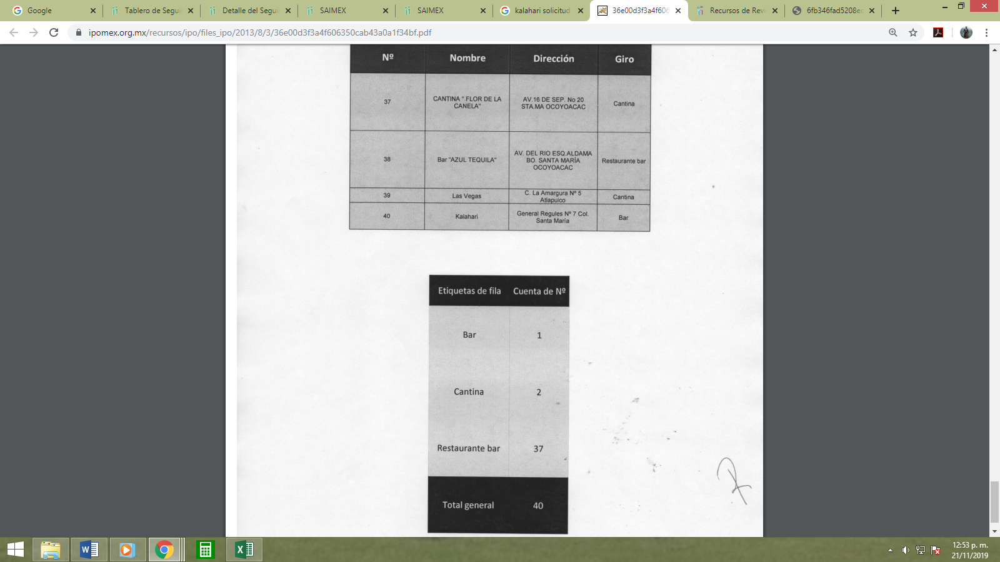 Google
Tablero de Segui
Detalle del Segui
SAIMEX
SAIMEX
kalahari solicitud
36e00d3f3a4f606
Recursos de Revi
6fb346fad5208ec
ipomex.org.mx/recursos/ipo/files_ipo/2013/8/3/36e00d3f3a4f606350cab43a0a1f34bf.pdf
Nº Nombre Dirección Giro
37 CANTINA " FLOR DE LA CANELA" AV.16 DE SEP. No 20 STA.MA OCOYOACAC Cantina
38 Bar "AZUL TEQUILA" AV. DEL RIO ESQ.ALDAMA BO. SANTA MARÍA OCOYOACAC Restaurante bar
39 Las Vegas C. La Amargura Nº 5 Atlapulco Cantina
40 Kalahari General Regules Nº 7 Col. Santa María Bar
Etiquetas de fila Cuenta de Nº
Bar 1
Cantina 2
Restaurante bar 37
Total general 40
12:53 p. m.
21/11/2019